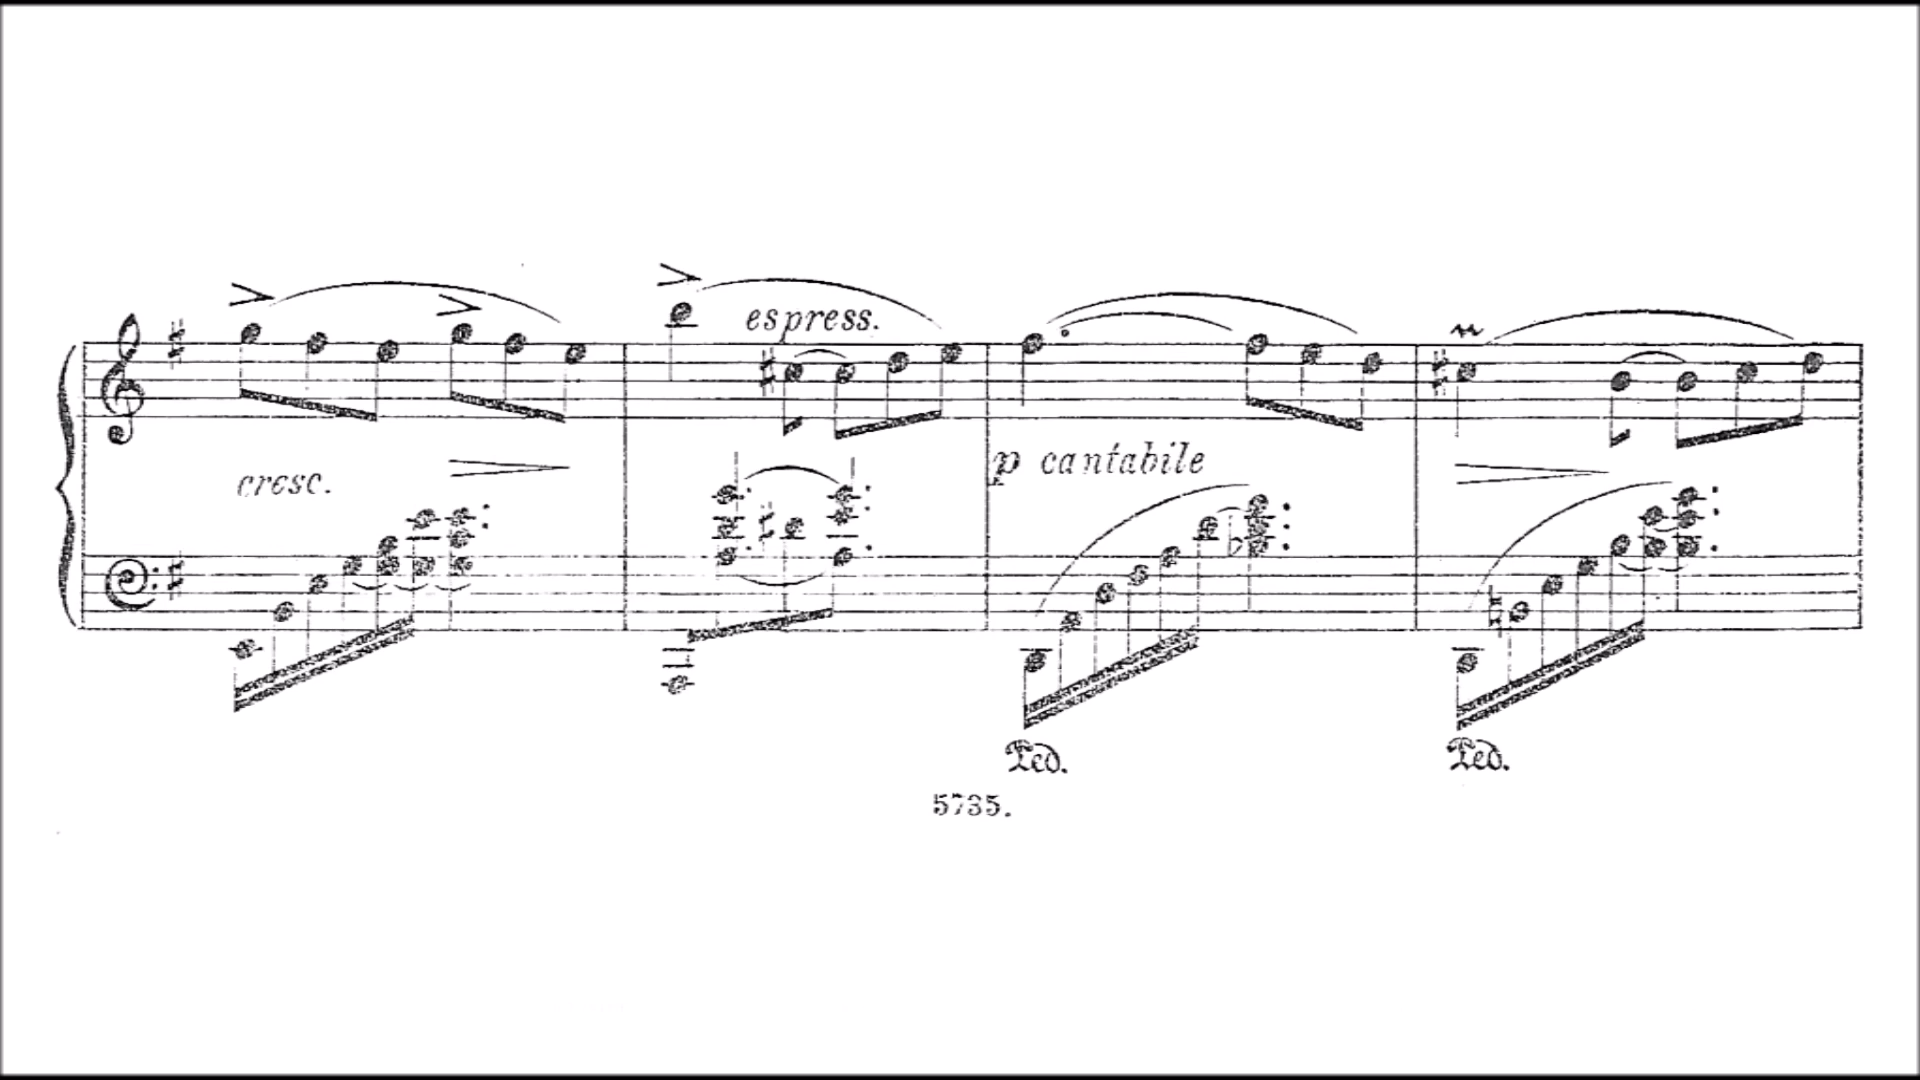 espress.
cresc.
p cantabile
Ped. Ped.
5735.